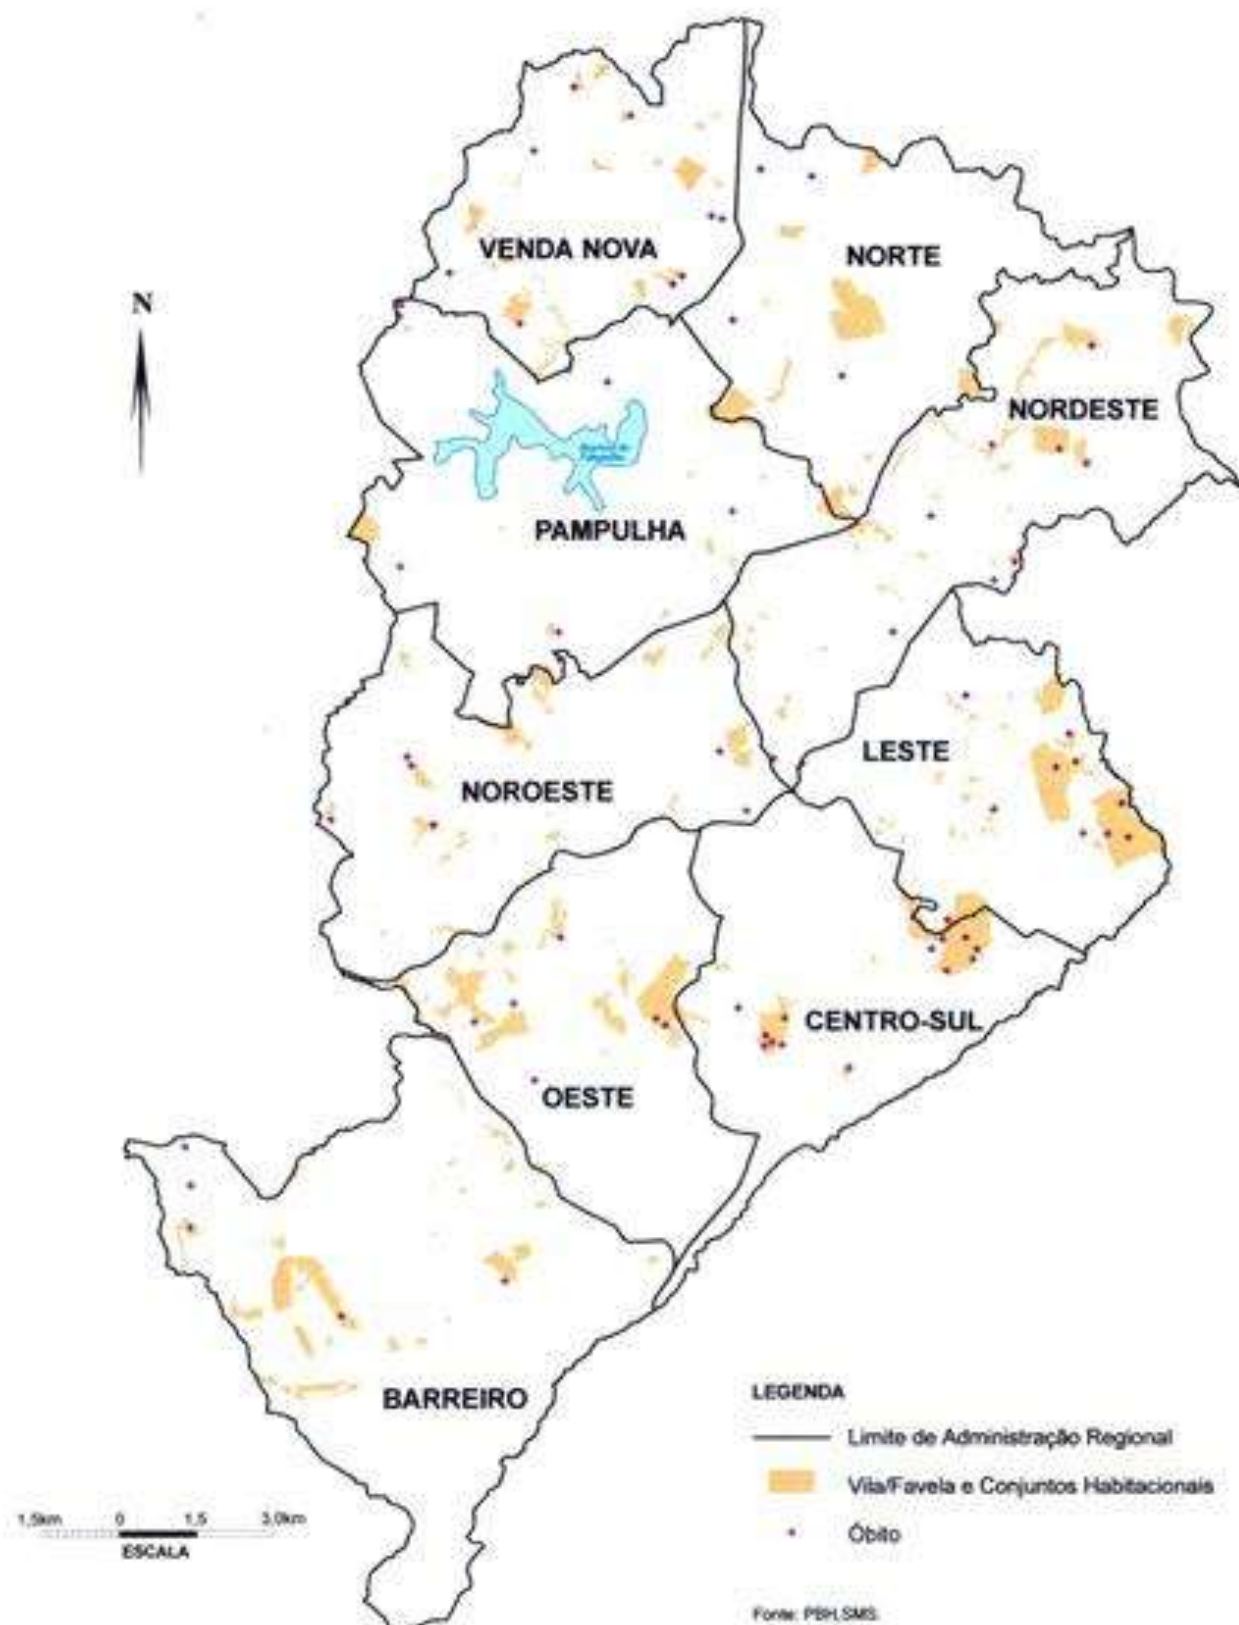 VENDA NOVA
NORTE
N
NORDESTE
PAMPULHA
LESTE
NOROESTE
CENTRO-SUL
OESTE
BARREIRO
LEGENDA
Limite de Administração Regional
Vila/Favela e Conjuntos Habitacionais
Óbito
1,5km 0 1,5 3,0km
ESCALA
Fonte: PBH,SMS.